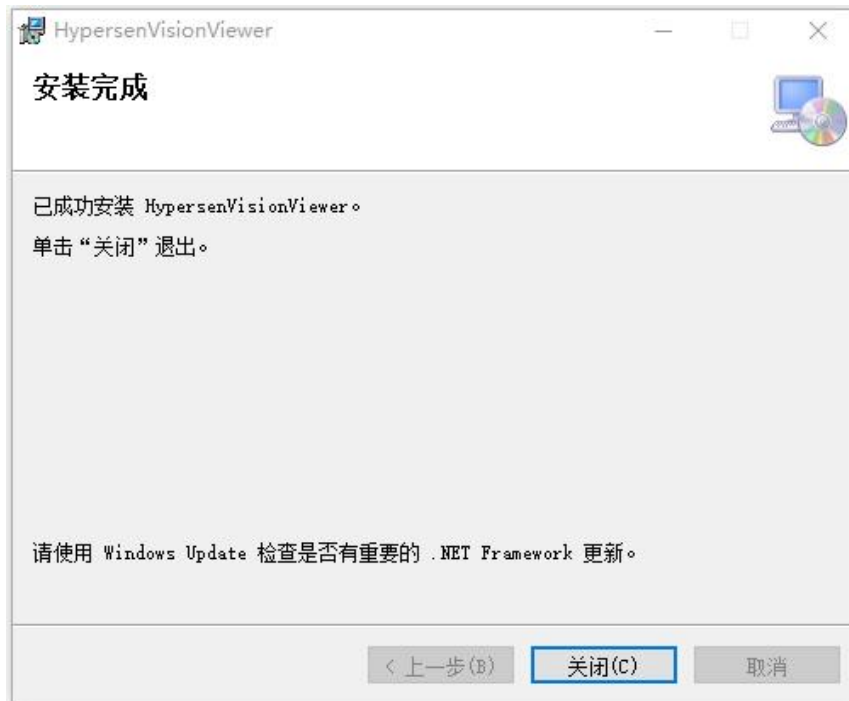 HypersenVisionViewer
安装完成
已成功安装 HypersenVisionViewer。
单击“关闭”退出。
请使用 Windows Update 检查是否有重要的 .NET Framework 更新。
< 上一步(B)
关闭(C)
取消